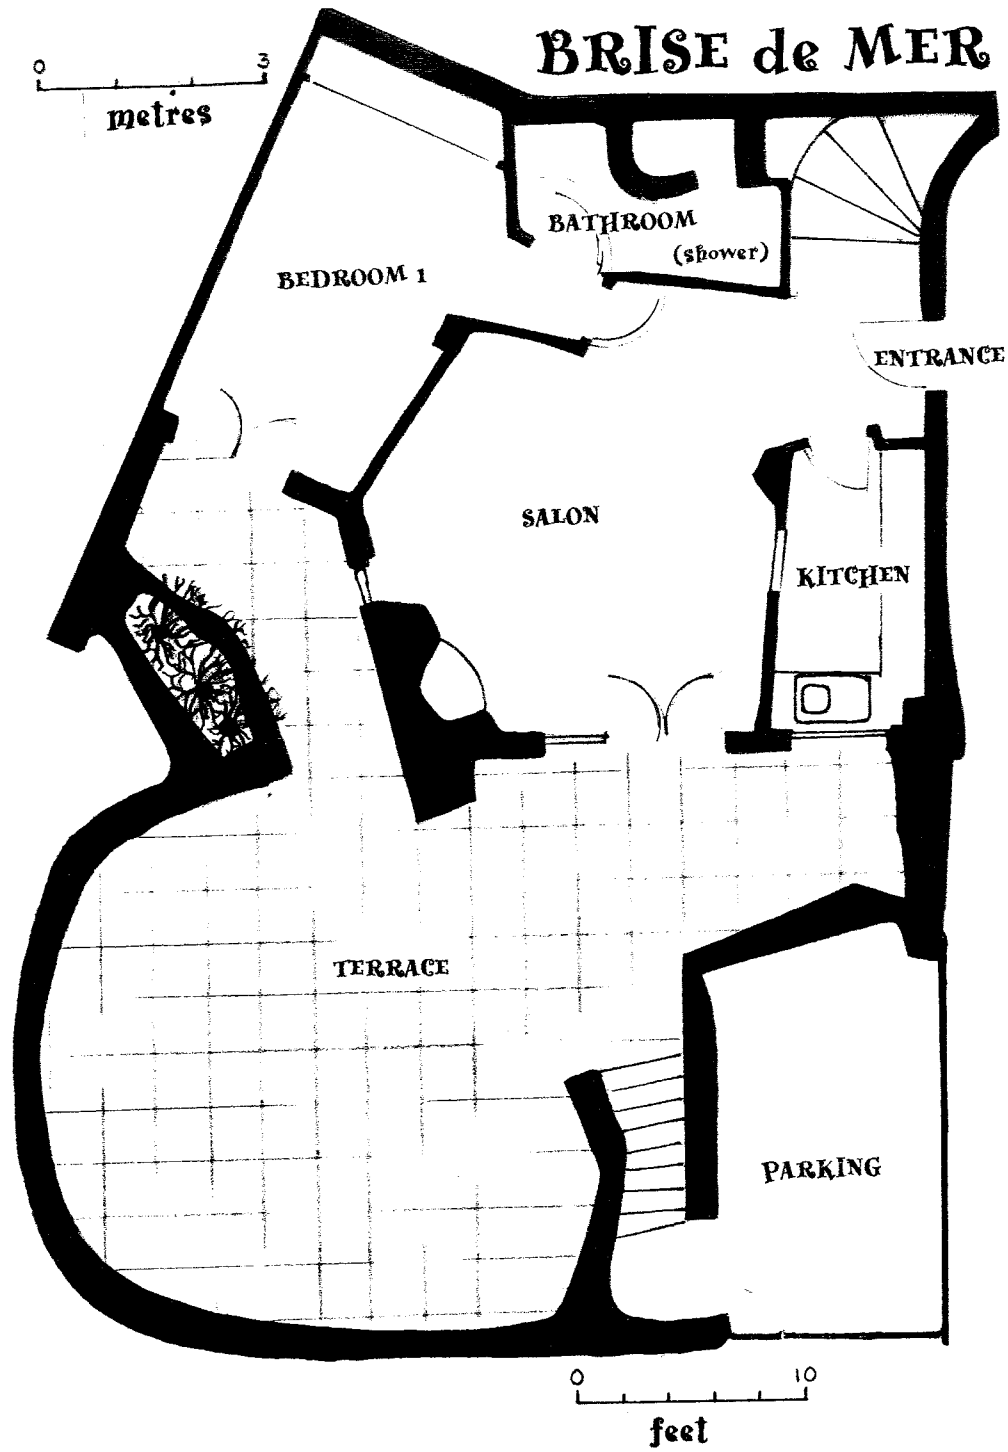 BRISE de MER
0 3
metres
BATHROOM
(shower)
BEDROOM 1
ENTRANCE
SALON
KITCHEN
TERRACE
PARKING
0 10
feet